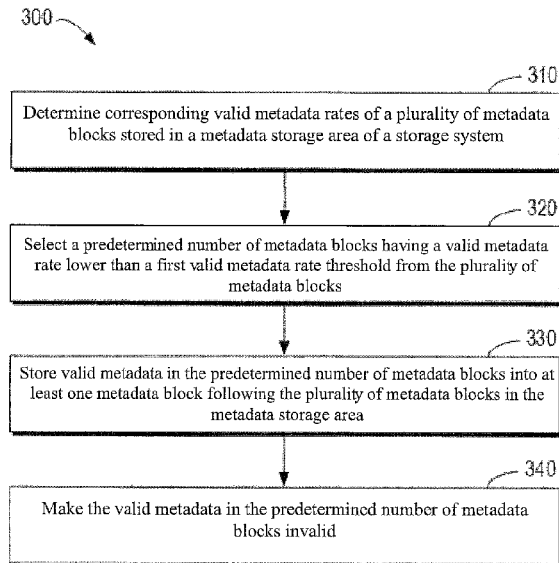 300
310
Determine corresponding valid metadata rates of a plurality of metadata
blocks stored in a metadata storage area of a storage system
320
Select a predetermined number of metadata blocks having a valid metadata
rate lower than a first valid metadata rate threshold from the plurality of
metadata blocks
330
Store valid metadata in the predetermined number of metadata blocks into at
least one metadata block following the plurality of metadata blocks in the
metadata storage area
340
Make the valid metadata in the predetermined number of metadata
blocks invalid